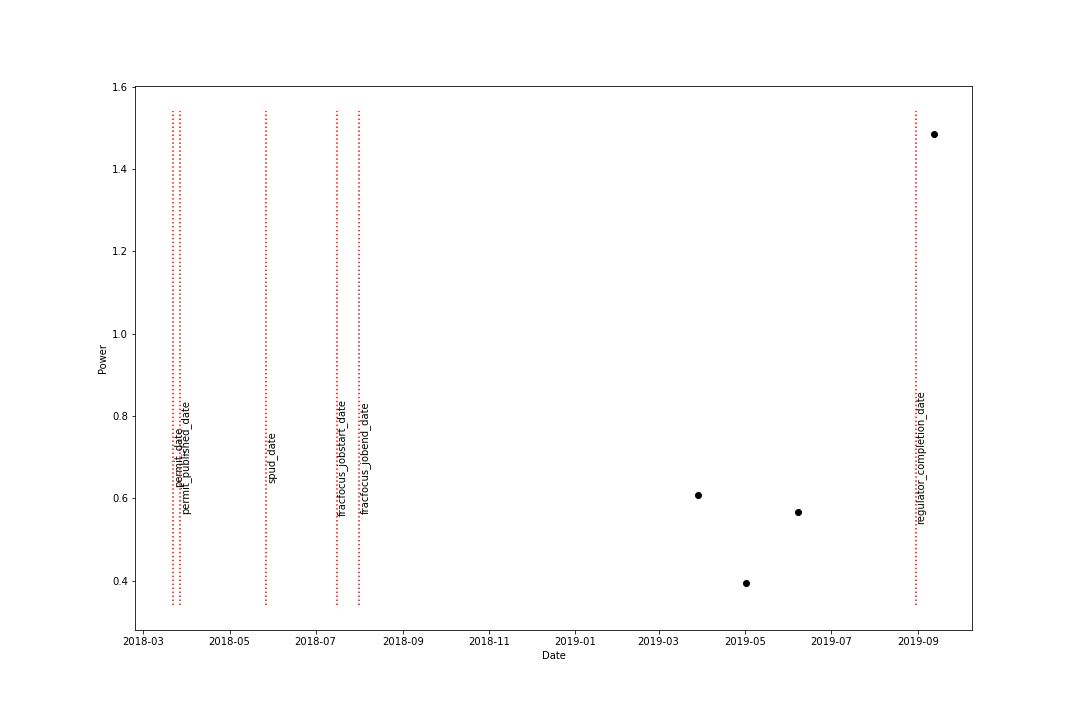 1.6
1.4
1.2
1.0
0.8
0.6
0.4
Power
permit_date
permit_published_date
spud_date
fracfocus_jobstart_date
fracfocus_jobend_date
regulator_completion_date
2018-03 2018-05 2018-07 2018-09 2018-11 2019-01 2019-03 2019-05 2019-07 2019-09
Date